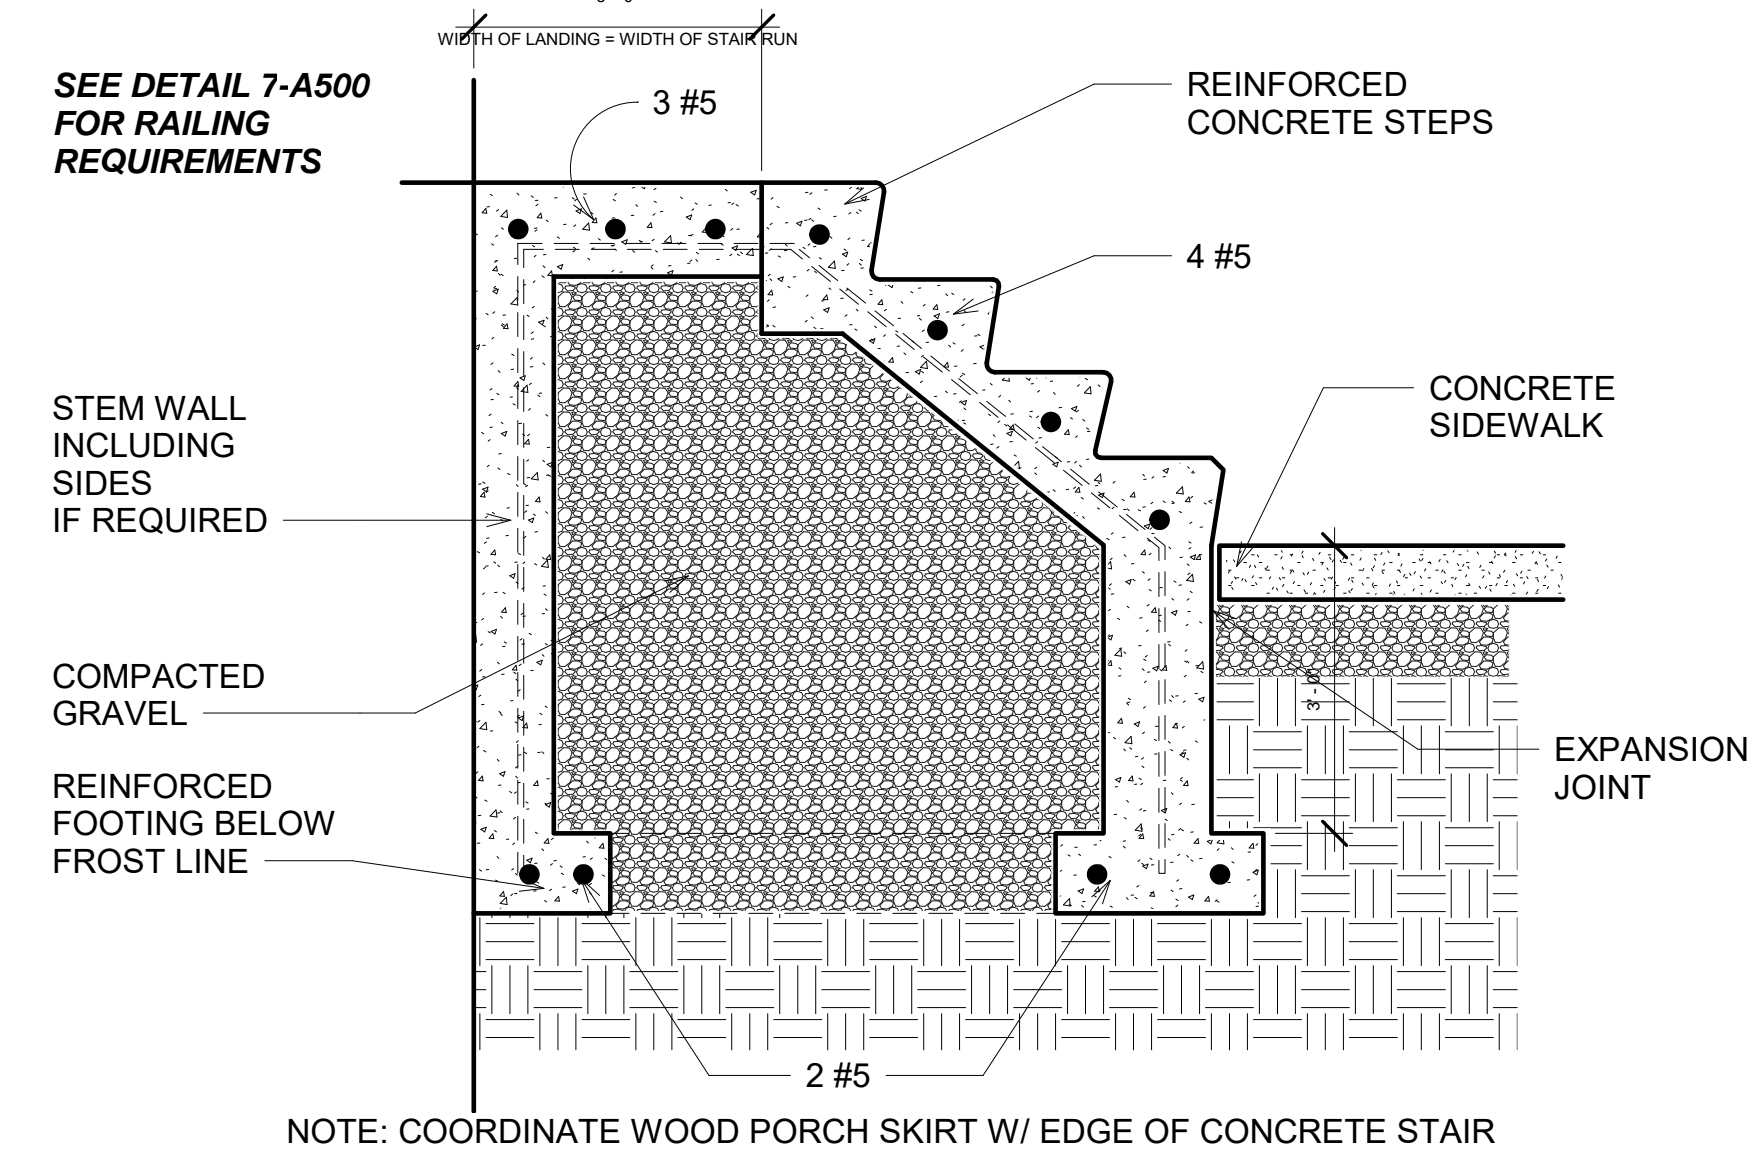 WIDTH OF LANDING = WIDTH OF STAIR RUN
SEE DETAIL 7-A500
FOR RAILING
REQUIREMENTS
3 #5
REINFORCED
CONCRETE STEPS
4 #5
CONCRETE
SIDEWALK
STEM WALL
INCLUDING
SIDES
IF REQUIRED
COMPACTED
GRAVEL
3' - 0"
EXPANSION
JOINT
REINFORCED
FOOTING BELOW
FROST LINE
2 #5
NOTE: COORDINATE WOOD PORCH SKIRT W/ EDGE OF CONCRETE STAIR